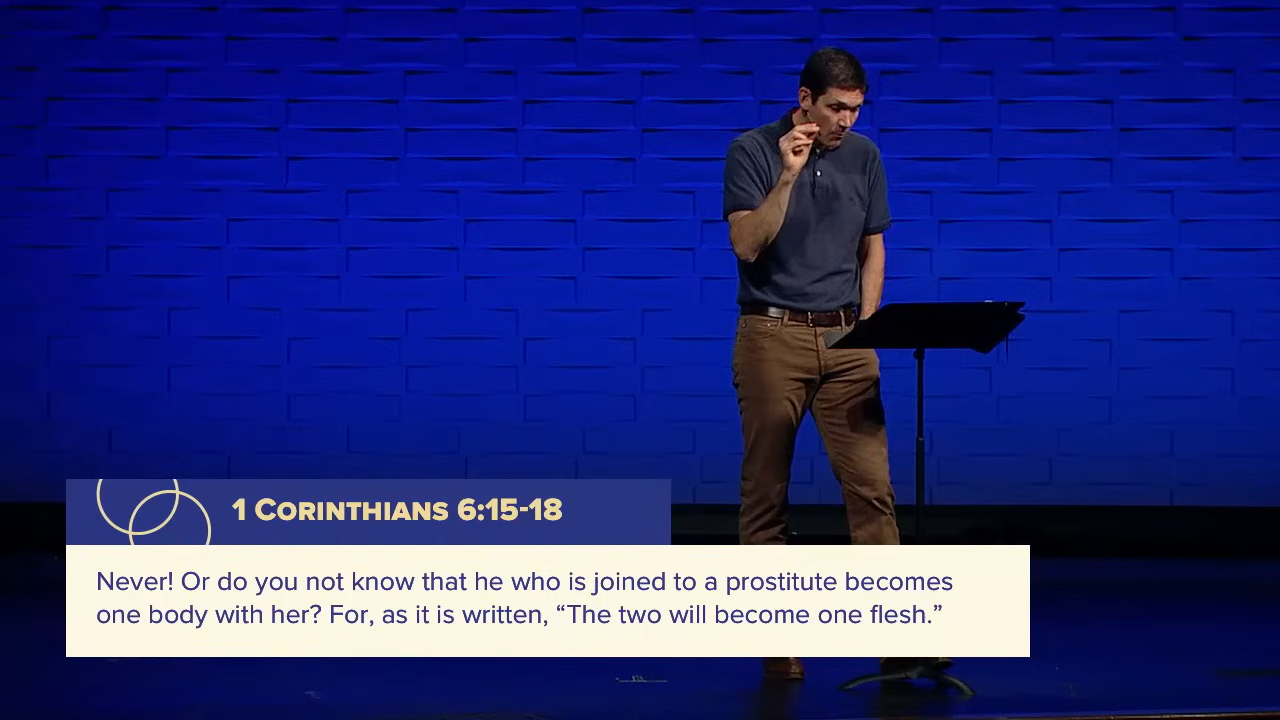 1 Corinthians 6:15-18
Never! Or do you not know that he who is joined to a prostitute becomes
one body with her? For, as it is written, “The two will become one flesh.”